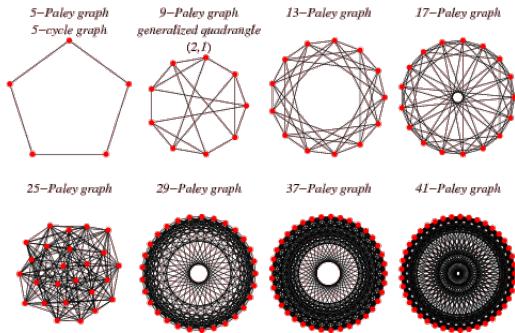 5-Paley graph
5-cycle graph
9-Paley graph
generalized quadrangle
(2,1)
13-Paley graph
17-Paley graph
25-Paley graph
29-Paley graph
37-Paley graph
41-Paley graph